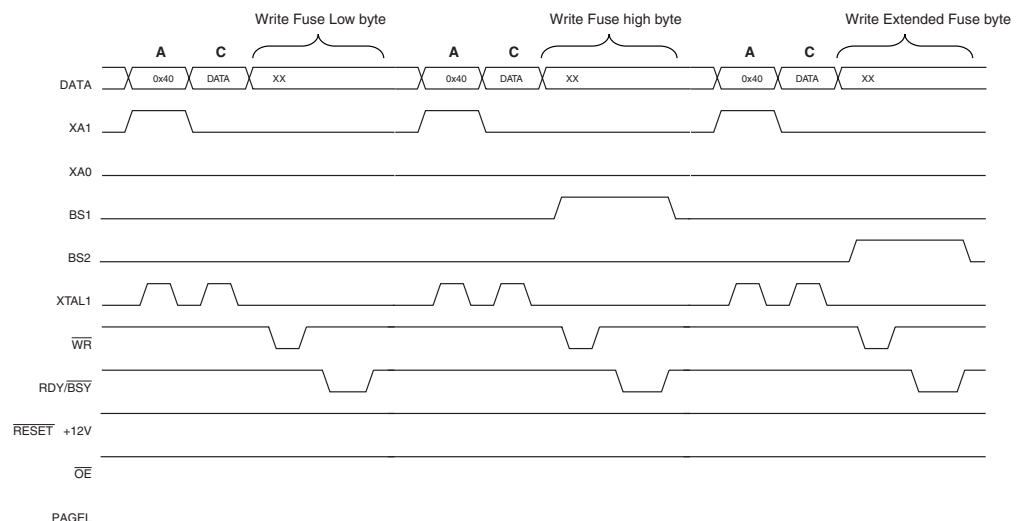 Write Fuse Low byte Write Fuse high byte Write Extended Fuse byte
A C A C A C
DATA 0x40 DATA XX 0x40 DATA XX 0x40 DATA XX
XA1
XA0
BS1
BS2
XTAL1
WR
RDY/BSY
RESET +12V
OE
PAGEL